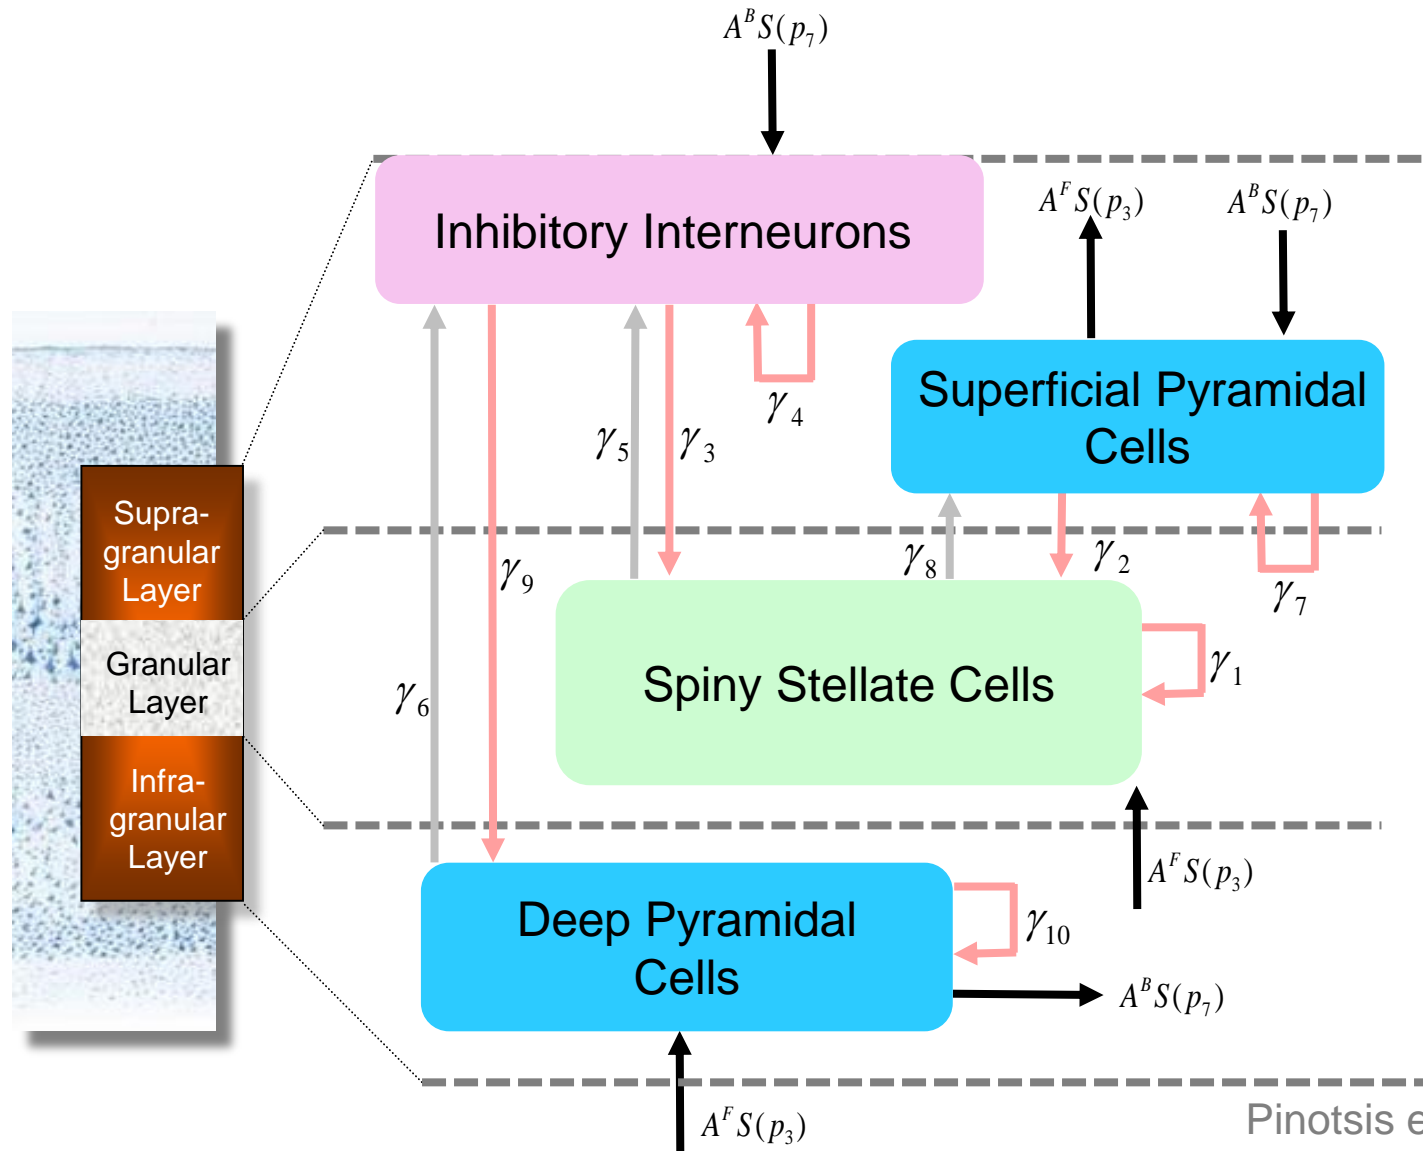 A^B S(p_7)
Inhibitory Interneurons
A^F S(p_3)
A^B S(p_7)
Superficial Pyramidal
Cells
γ_4
γ_5
γ_3
Supra-
granular
Layer
γ_9
γ_8
γ_2
γ_7
Granular
Layer
γ_6
Spiny Stellate Cells
γ_1
Infra-
granular
Layer
A^F S(p_3)
Deep Pyramidal
Cells
γ_10
A^B S(p_7)
A^F S(p_3)
Pinotsis e